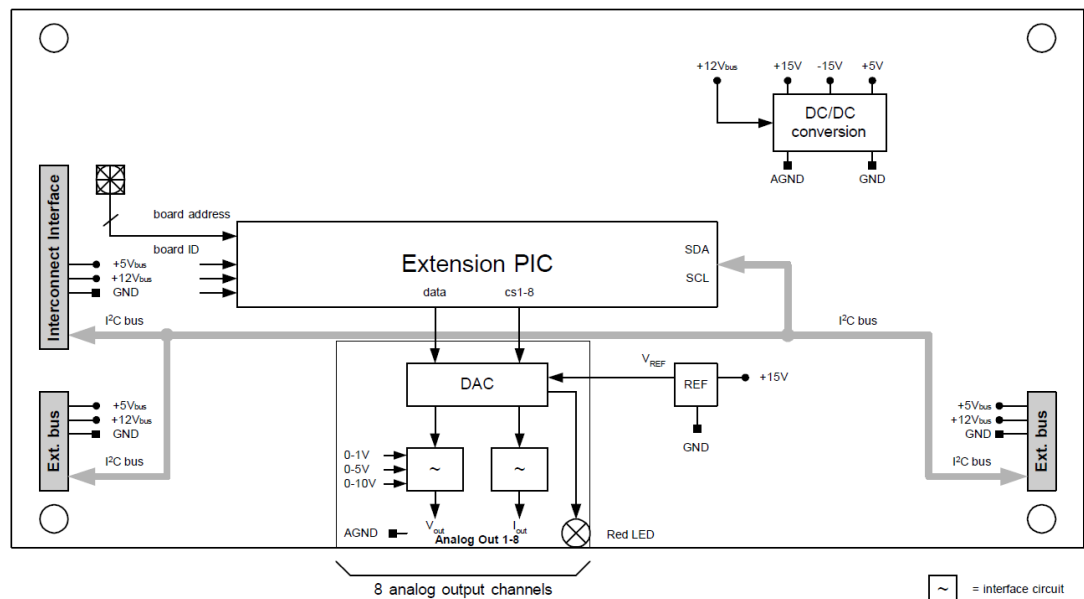 +12Vbus
+15V
-15V
+5V
DC/DC
conversion
AGND
GND
Interconnect Interface
board address
board ID
+5Vbus
+12Vbus
GND
I²C bus
Extension PIC
SDA
SCL
data
cs1-8
I²C bus
DAC
VREF
REF
+15V
GND
Ext. bus
+5Vbus
+12Vbus
GND
I²C bus
0-1V
0-5V
0-10V
~
~
AGND
Vout
Iout
Analog Out 1-8
Red LED
Ext. bus
+5Vbus
+12Vbus
GND
I²C bus
8 analog output channels
~
= interface circuit